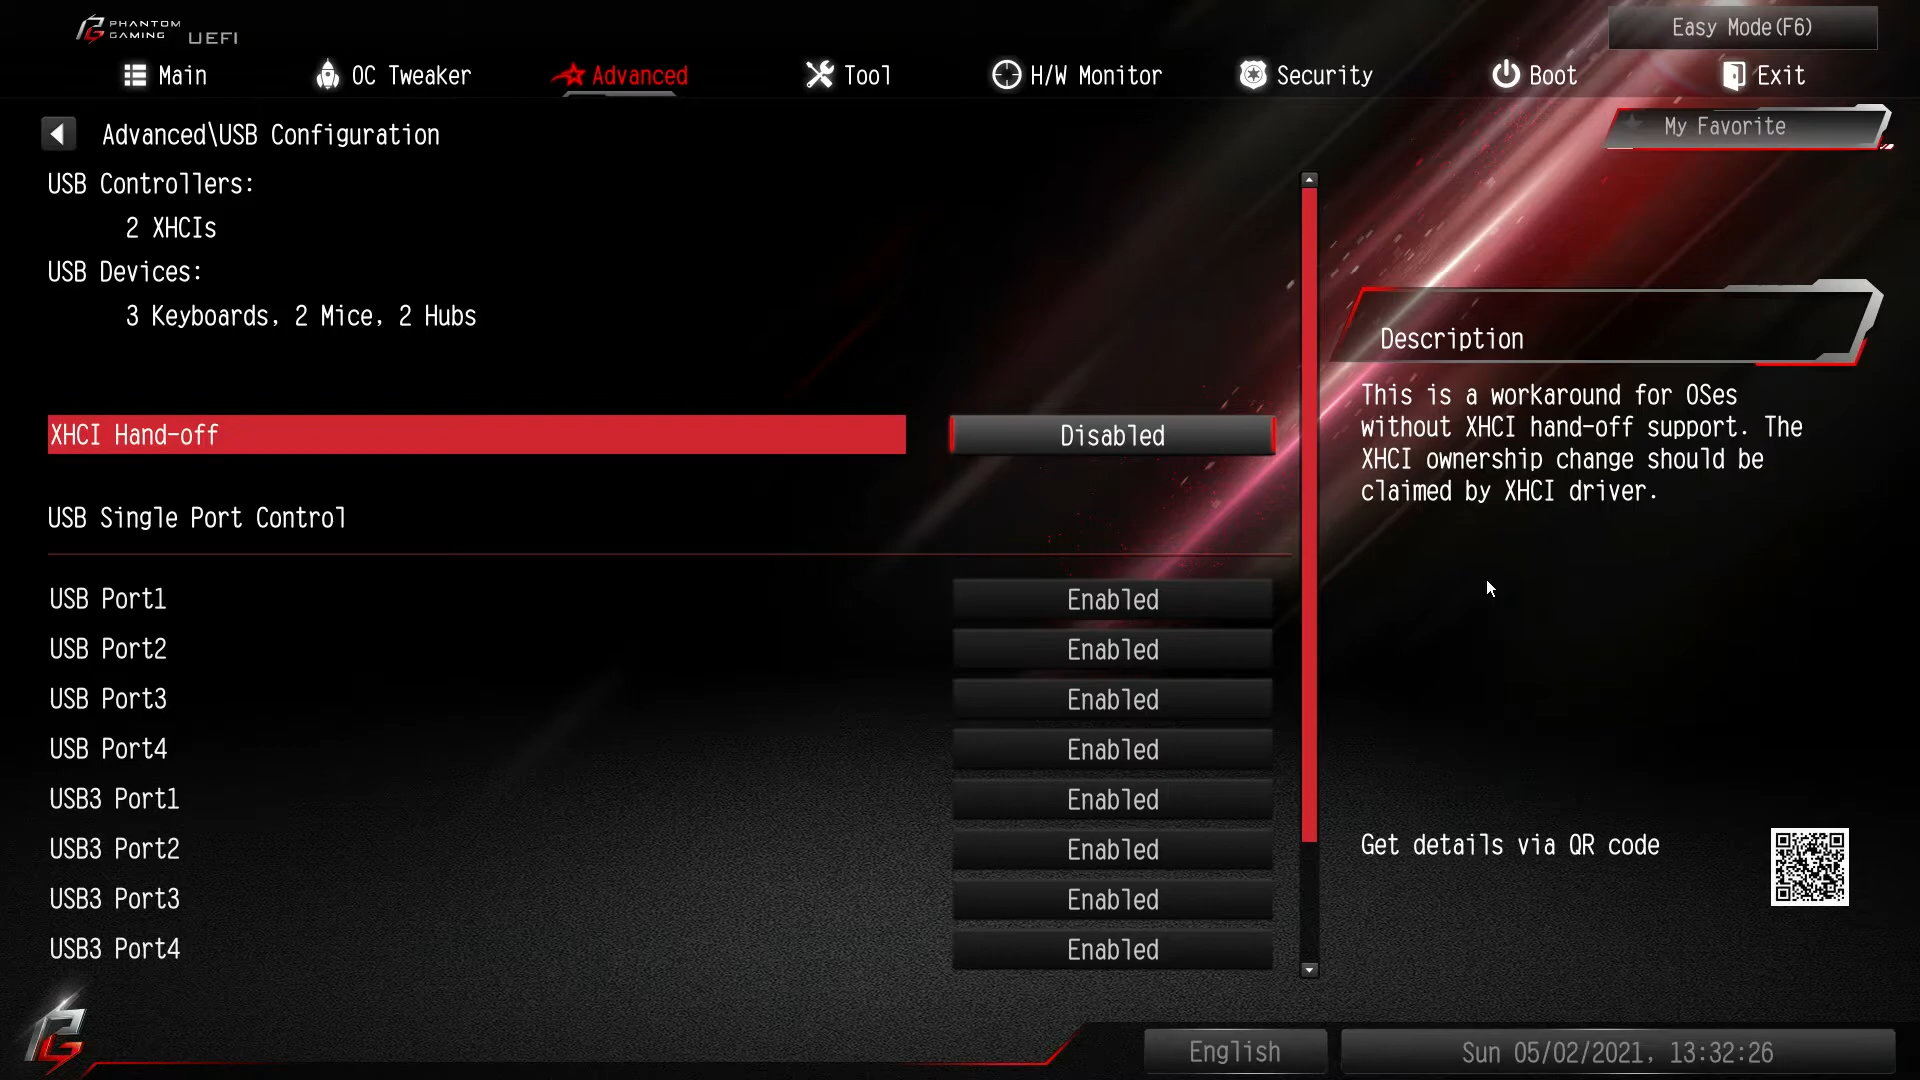 PHANTOM GAMING UEFI
Easy Mode(F6)
Main OC Tweaker Advanced Tool H/W Monitor Security Boot Exit
My Favorite
Advanced\USB Configuration
USB Controllers:
2 XHCIs
USB Devices:
3 Keyboards, 2 Mice, 2 Hubs
XHCI Hand-off Disabled
USB Single Port Control
USB Port1 Enabled
USB Port2 Enabled
USB Port3 Enabled
USB Port4 Enabled
USB3 Port1 Enabled
USB3 Port2 Enabled
USB3 Port3 Enabled
USB3 Port4 Enabled
Description
This is a workaround for OSes
without XHCI hand-off support. The
XHCI ownership change should be
claimed by XHCI driver.
Get details via QR code
English
Sun 05/02/2021, 13:32:26